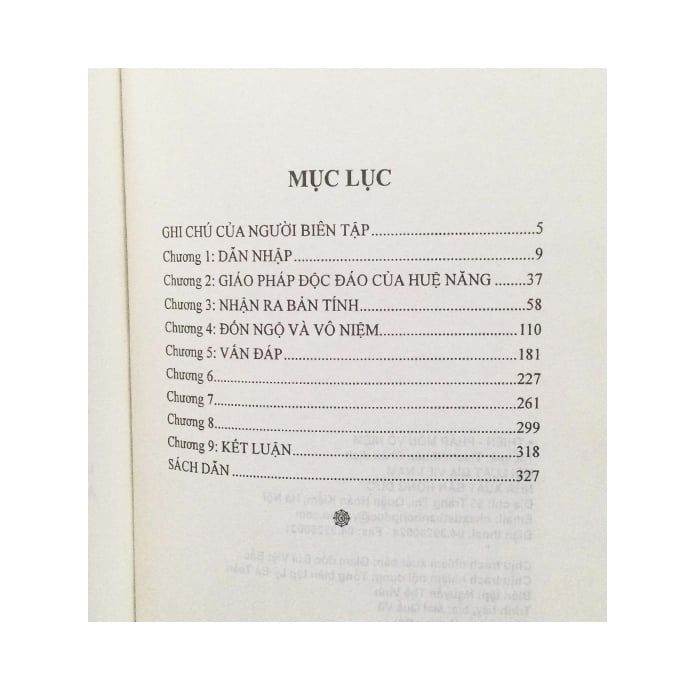 MỤC LỤC
GHI CHÚ CỦA NGƯỜI BIÊN TẬP...............................5
Chương 1: DẪN NHẬP.............................................9
Chương 2: GIÁO PHÁP ĐỘC ĐÁO CỦA HUỆ NĂNG ......37
Chương 3: NHẬN RA BẢN TÍNH................................58
Chương 4: ĐỐN NGỘ VÀ VÔ NIỆM..........................110
Chương 5: VẤN ĐÁP.............................................181
Chương 6..........................................................227
Chương 7..........................................................261
Chương 8..........................................................299
Chương 9: KẾT LUẬN...........................................318
SÁCH DẪN.......................................................327